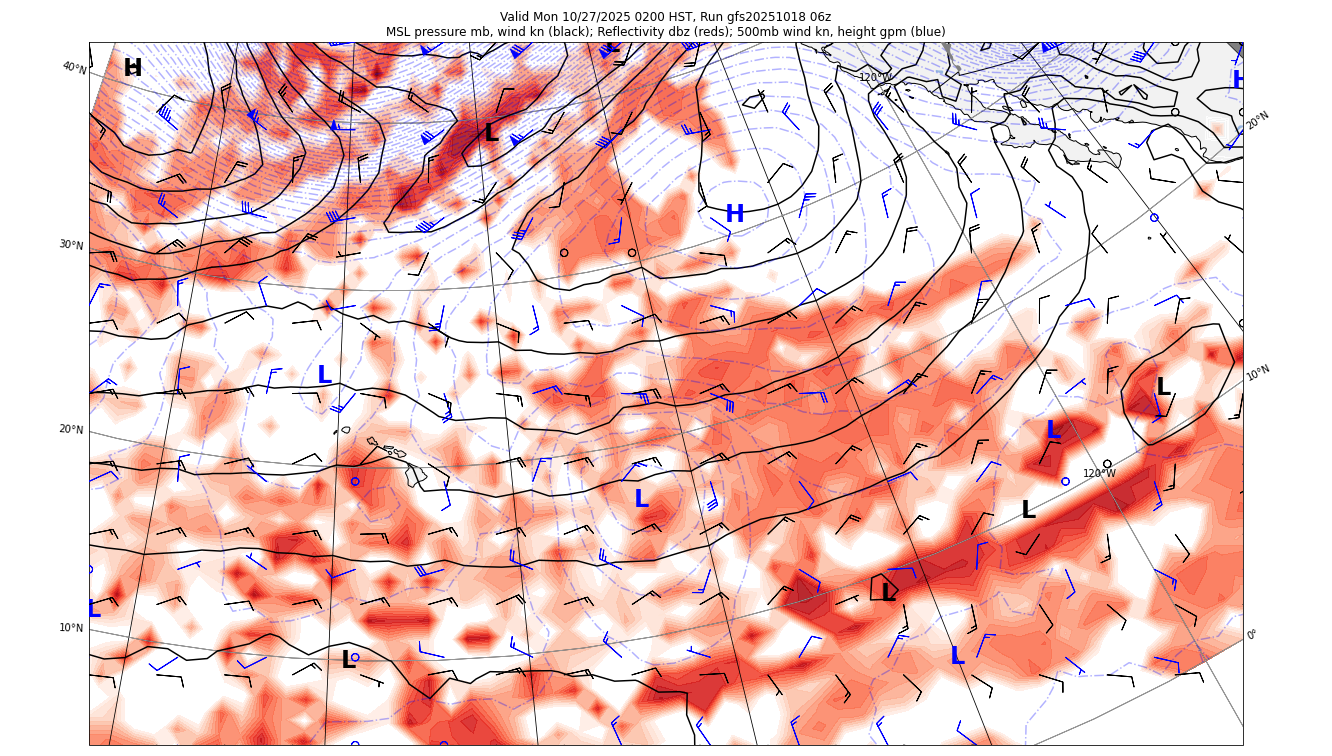 Valid Mon 10/27/2025 0200 HST, Run gfs20251018 06z
MSL pressure mb, wind kn (black); Reflectivity dbz (reds); 500mb wind kn, height gpm (blue)
L
40°N
H
120°W
H
20°N
L
H
30°N
L
10°N
L
20°N
L
120°W
L
L
L
L
10°N
0°
L
L